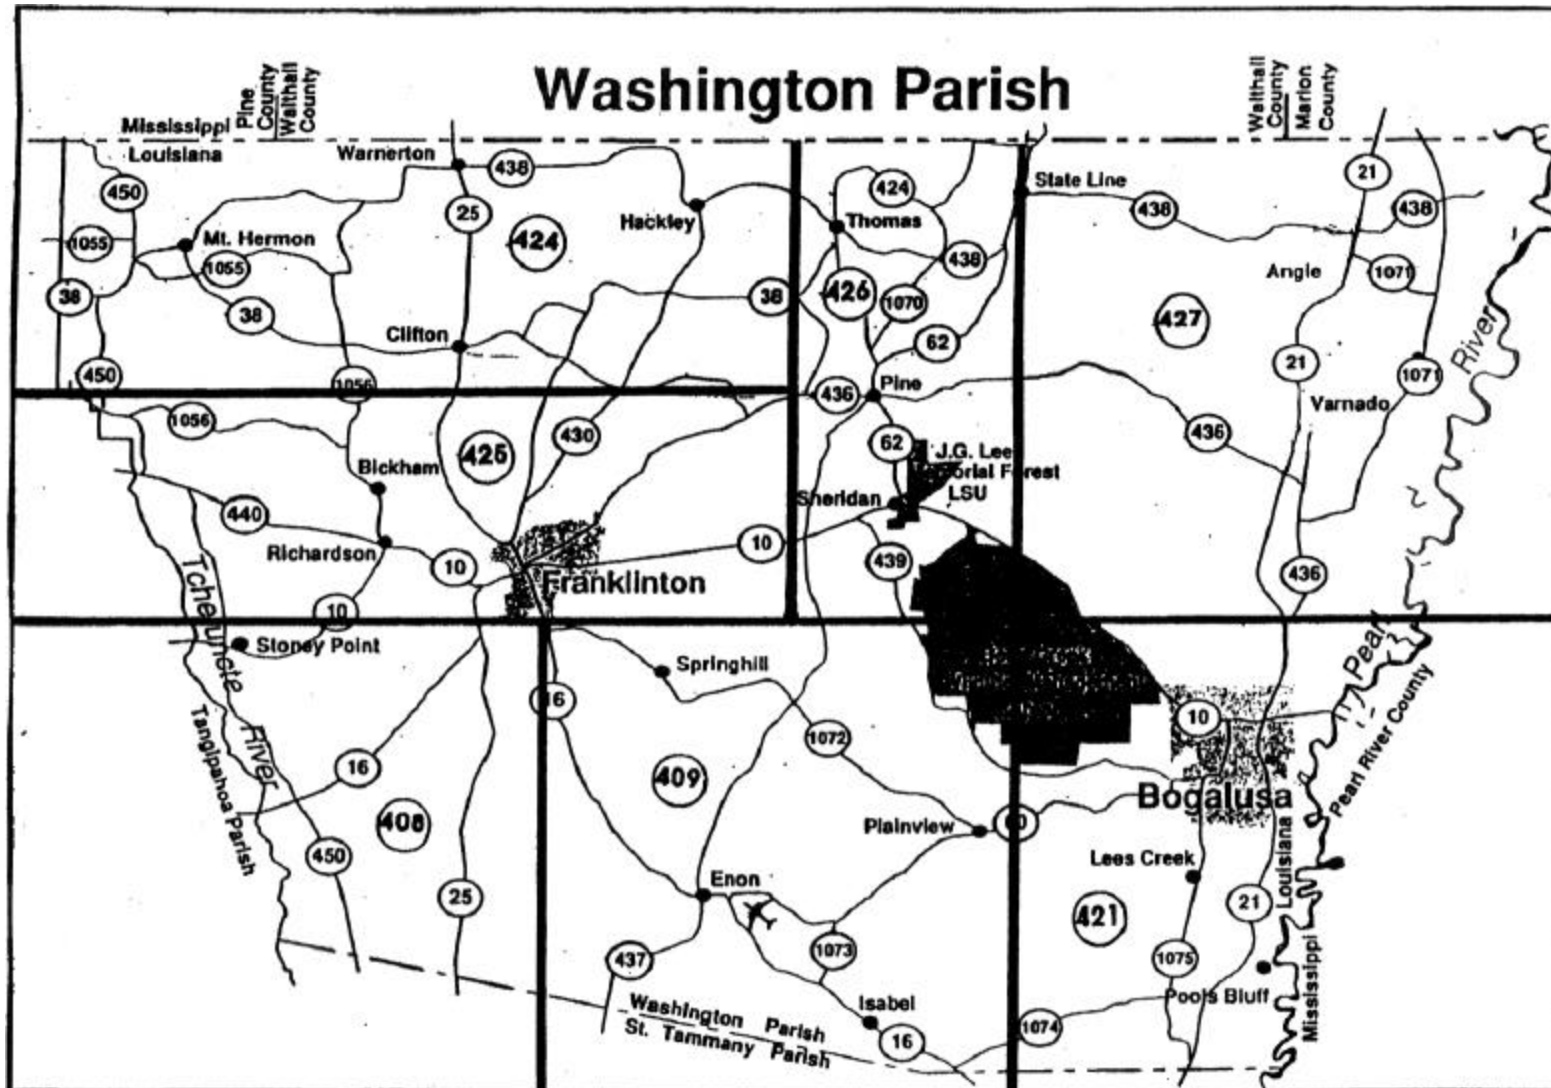 Washington Parish
Pine
County
Walthall
County
Walthall
County
Marion
County
Mississippi
Louisiana
Warnerton
438
450
25
424
Hackley
424
Thomas
State Line
438
21
438
1055
Mt. Hermon
1055
38
38
424
38
426
1070
438
62
427
Angle
1071
River
Clifton
21
450
1056
1056
425
430
436
Pine
1071
Varnado
436
62
J.G. Lee
Memorial Forest
LSU
Bickham
Sheridan
440
Richardson
10
10
439
436
Franklinton
Tchefuncte
River
10
Stoney Point
Springhill
Pearl
Pearl River County
16
10
1072
Tangipahoa Parish
16
409
408
Bogalusa
Plainview
450
Lees Creek
Louisiana
Mississippi
Enon
25
421
21
437
1073
1075
Pools Bluff
Isabel
Washington Parish
St. Tammany Parish
16
1074